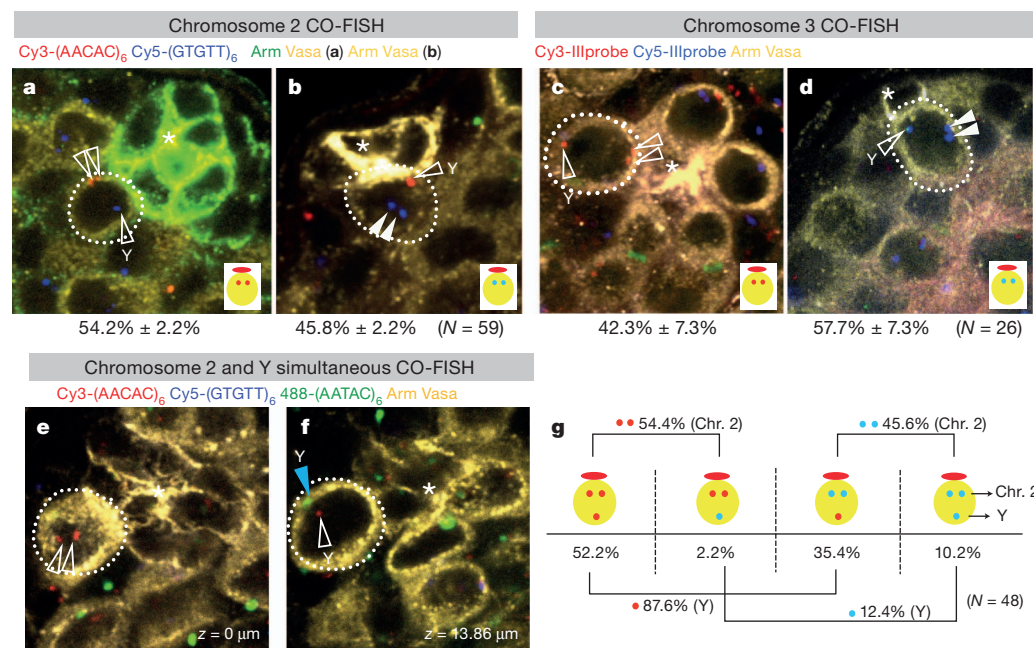 Chromosome 2 CO-FISH
Cy3-(AACAC)6 Cy5-(GTGTT)6 Arm Vasa (a) Arm Vasa (b)
a
*
Y
b
*
Y
54.2% ± 2.2%
45.8% ± 2.2% (N = 59)
Chromosome 3 CO-FISH
Cy3-IIIprobe Cy5-IIIprobe Arm Vasa
c
*
Y
d
*
Y
42.3% ± 7.3%
57.7% ± 7.3% (N = 26)
Chromosome 2 and Y simultaneous CO-FISH
Cy3-(AACAC)6 Cy5-(GTGTT)6 488-(AATAC)6 Arm Vasa
e
*
z = 0 µm
f
Y
*
Y
z = 13.86 µm
g
54.4% (Chr. 2)
45.6% (Chr. 2)
Chr. 2
Y
52.2% 2.2% 35.4% 10.2%
87.6% (Y)
12.4% (Y)
(N = 48)